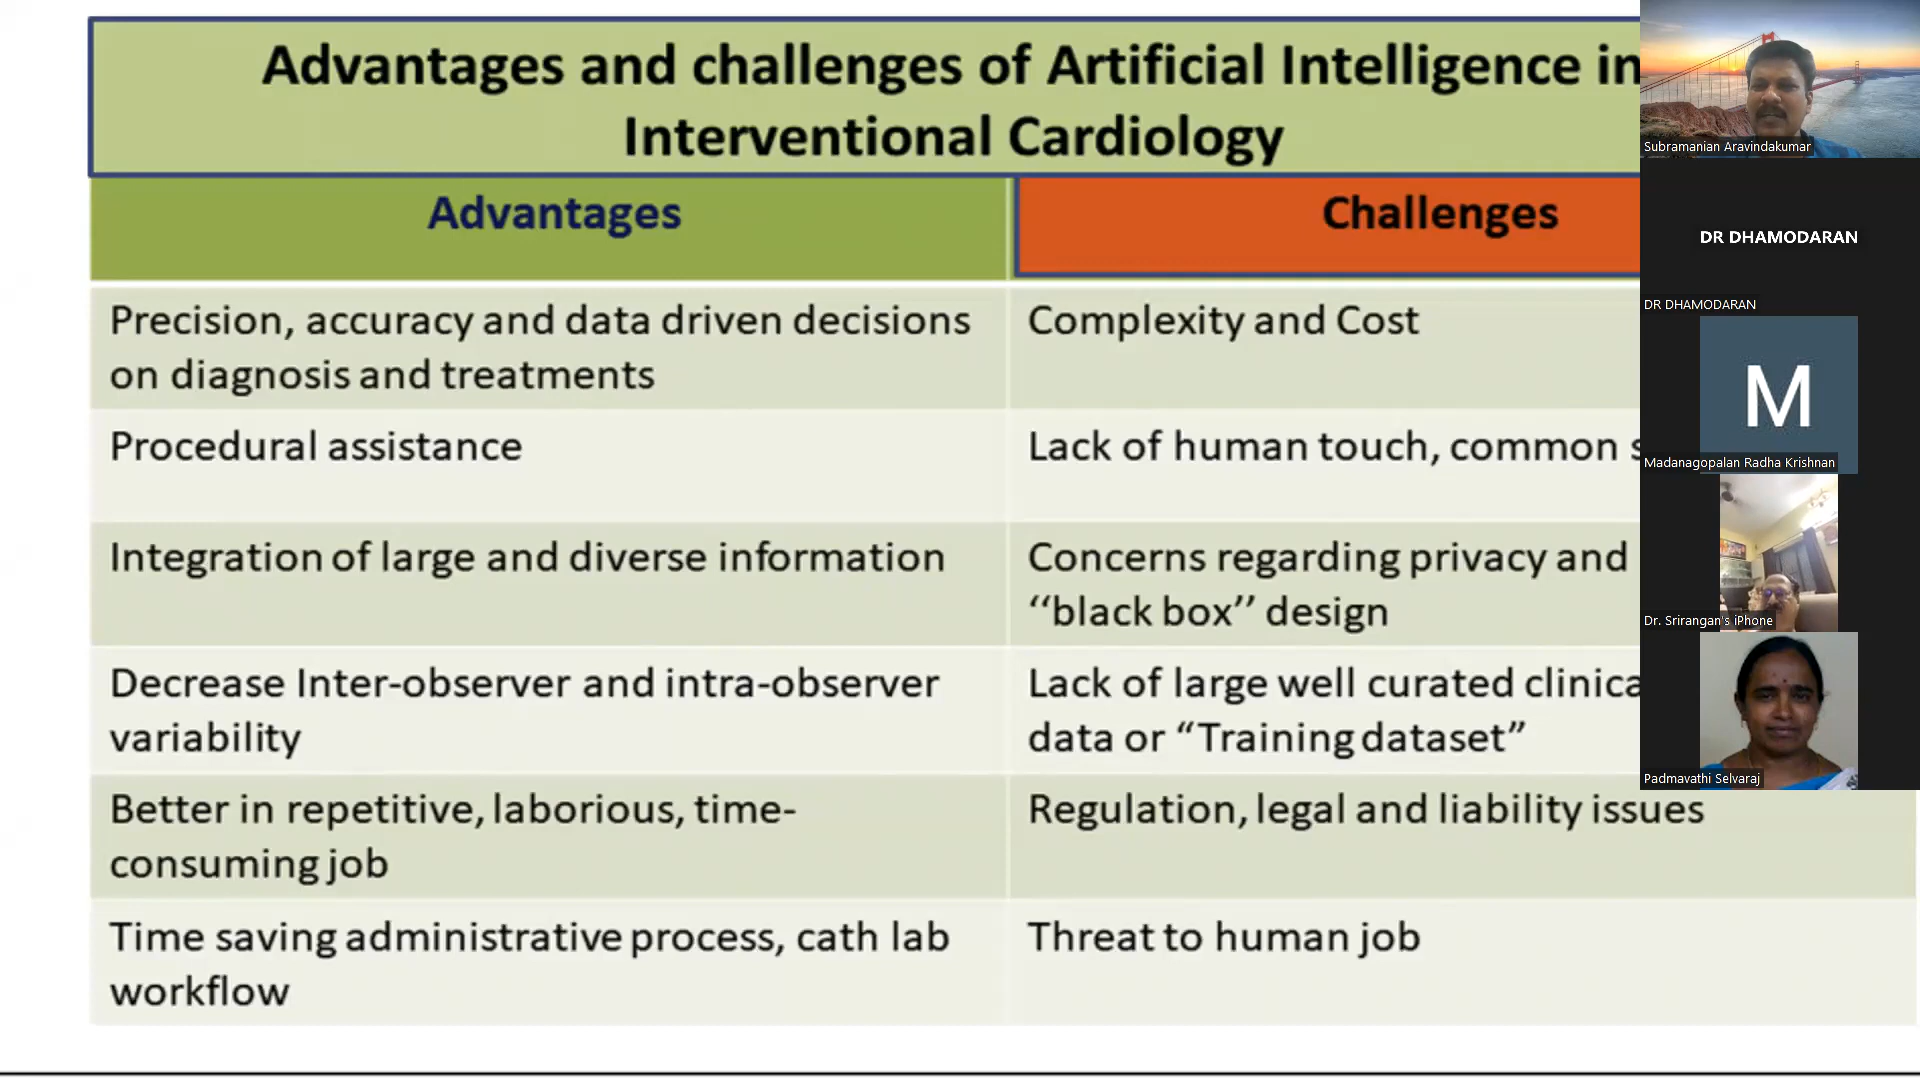 Advantages and challenges of Artificial Intelligence in
Interventional Cardiology
Advantages
Challenges
Precision, accuracy and data driven decisions
on diagnosis and treatments
Complexity and Cost
Procedural assistance
Lack of human touch, common
Integration of large and diverse information
Concerns regarding privacy and
‘‘black box’’ design
Decrease Inter-observer and intra-observer
variability
Lack of large well curated
data or “Training dataset”
Better in repetitive, laborious, time-
consuming job
Regulation, legal and liability issues
Time saving administrative process, cath lab
workflow
Threat to human job
Subramanian Aravindakumar
DR DHAMODARAN
DR DHAMODARAN
M
Madanagopalan Radha Krishnan
Dr. Srirangan's iPhone
Padmavathi Selvaraj